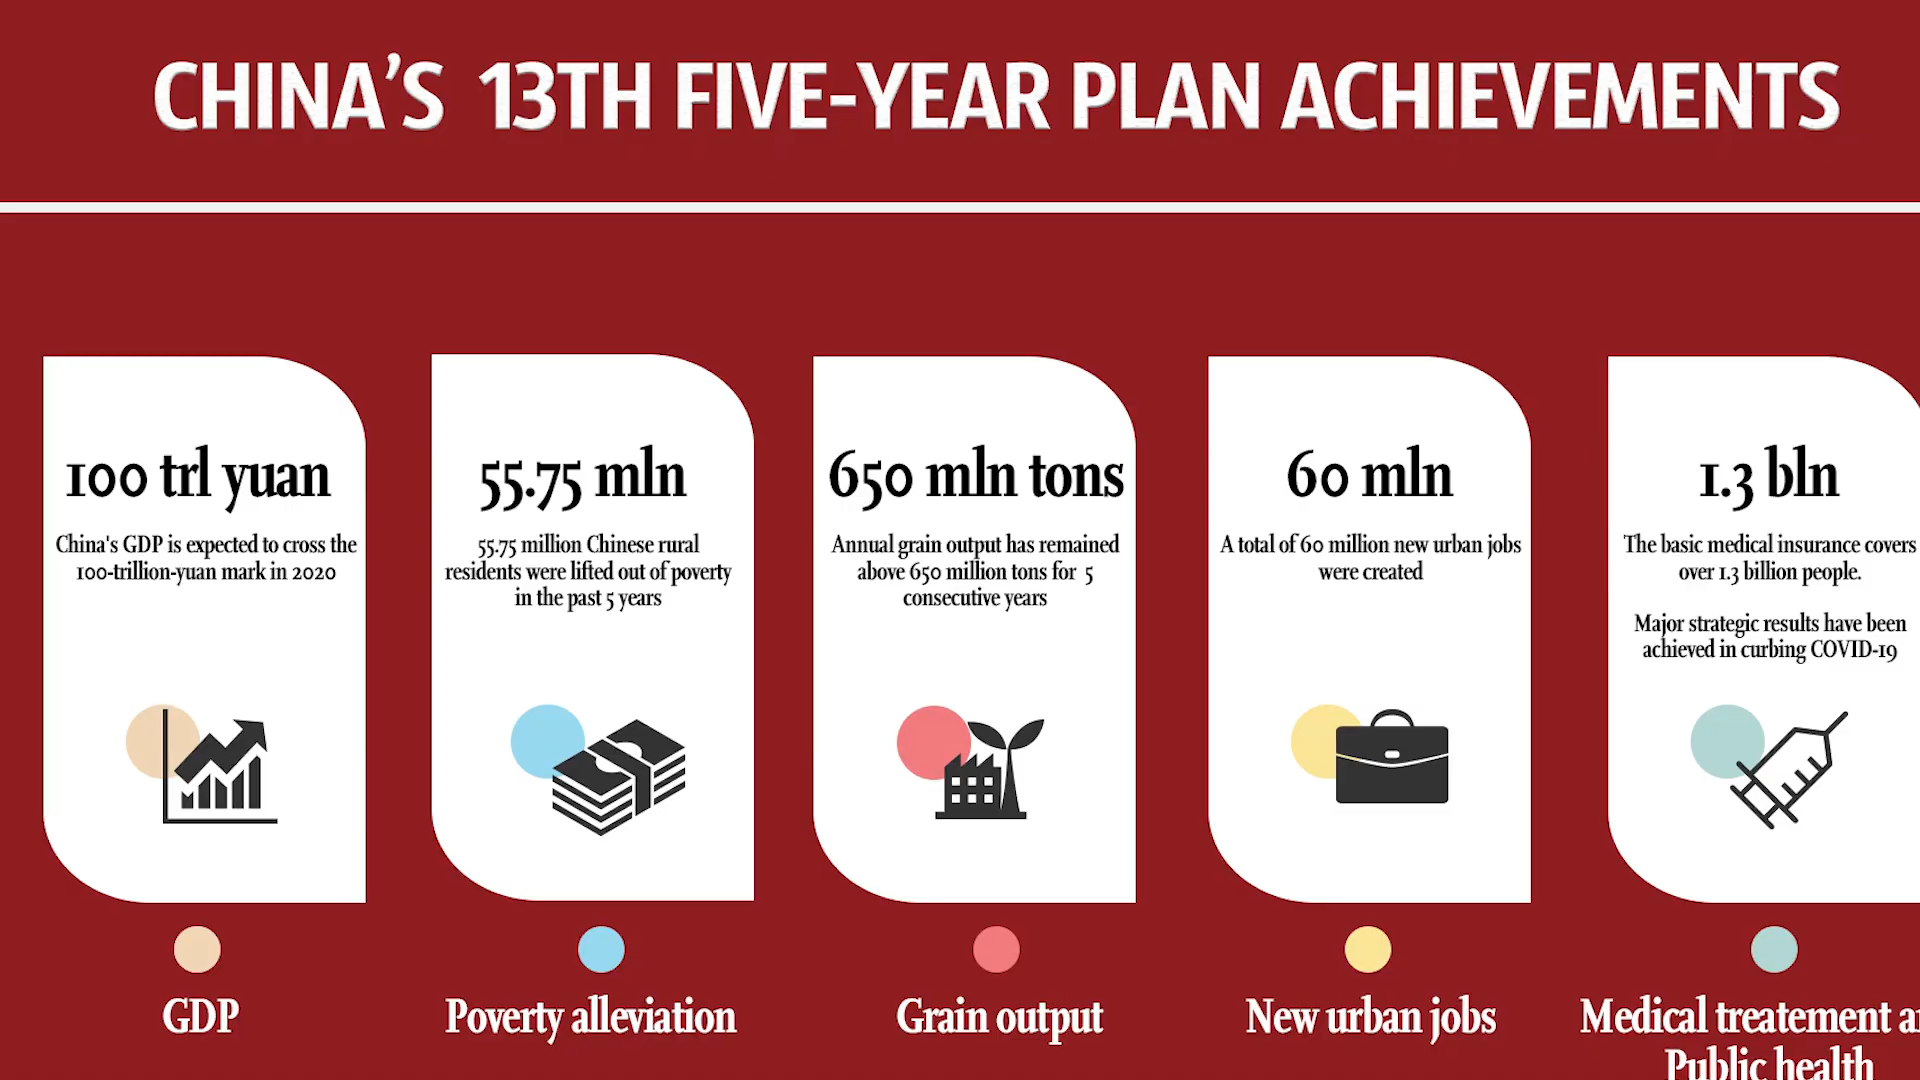 CHINA'S 13TH FIVE-YEAR PLAN ACHIEVEMENTS
100 trl yuan
China's GDP is expected to cross the
100-trillion-yuan mark in 2020
GDP
55.75 mln
55.75 million Chinese rural
residents were lifted out of poverty
in the past 5 years
Poverty alleviation
650 mln tons
Annual grain output has remained
above 650 million tons for 5
consecutive years
Grain output
60 mln
A total of 60 million new urban jobs
were created
New urban jobs
1.3 bln
The basic medical insurance covers
over 1.3 billion people.
Major strategic results have been
achieved in curbing COVID-19
Medical treatement
Public health